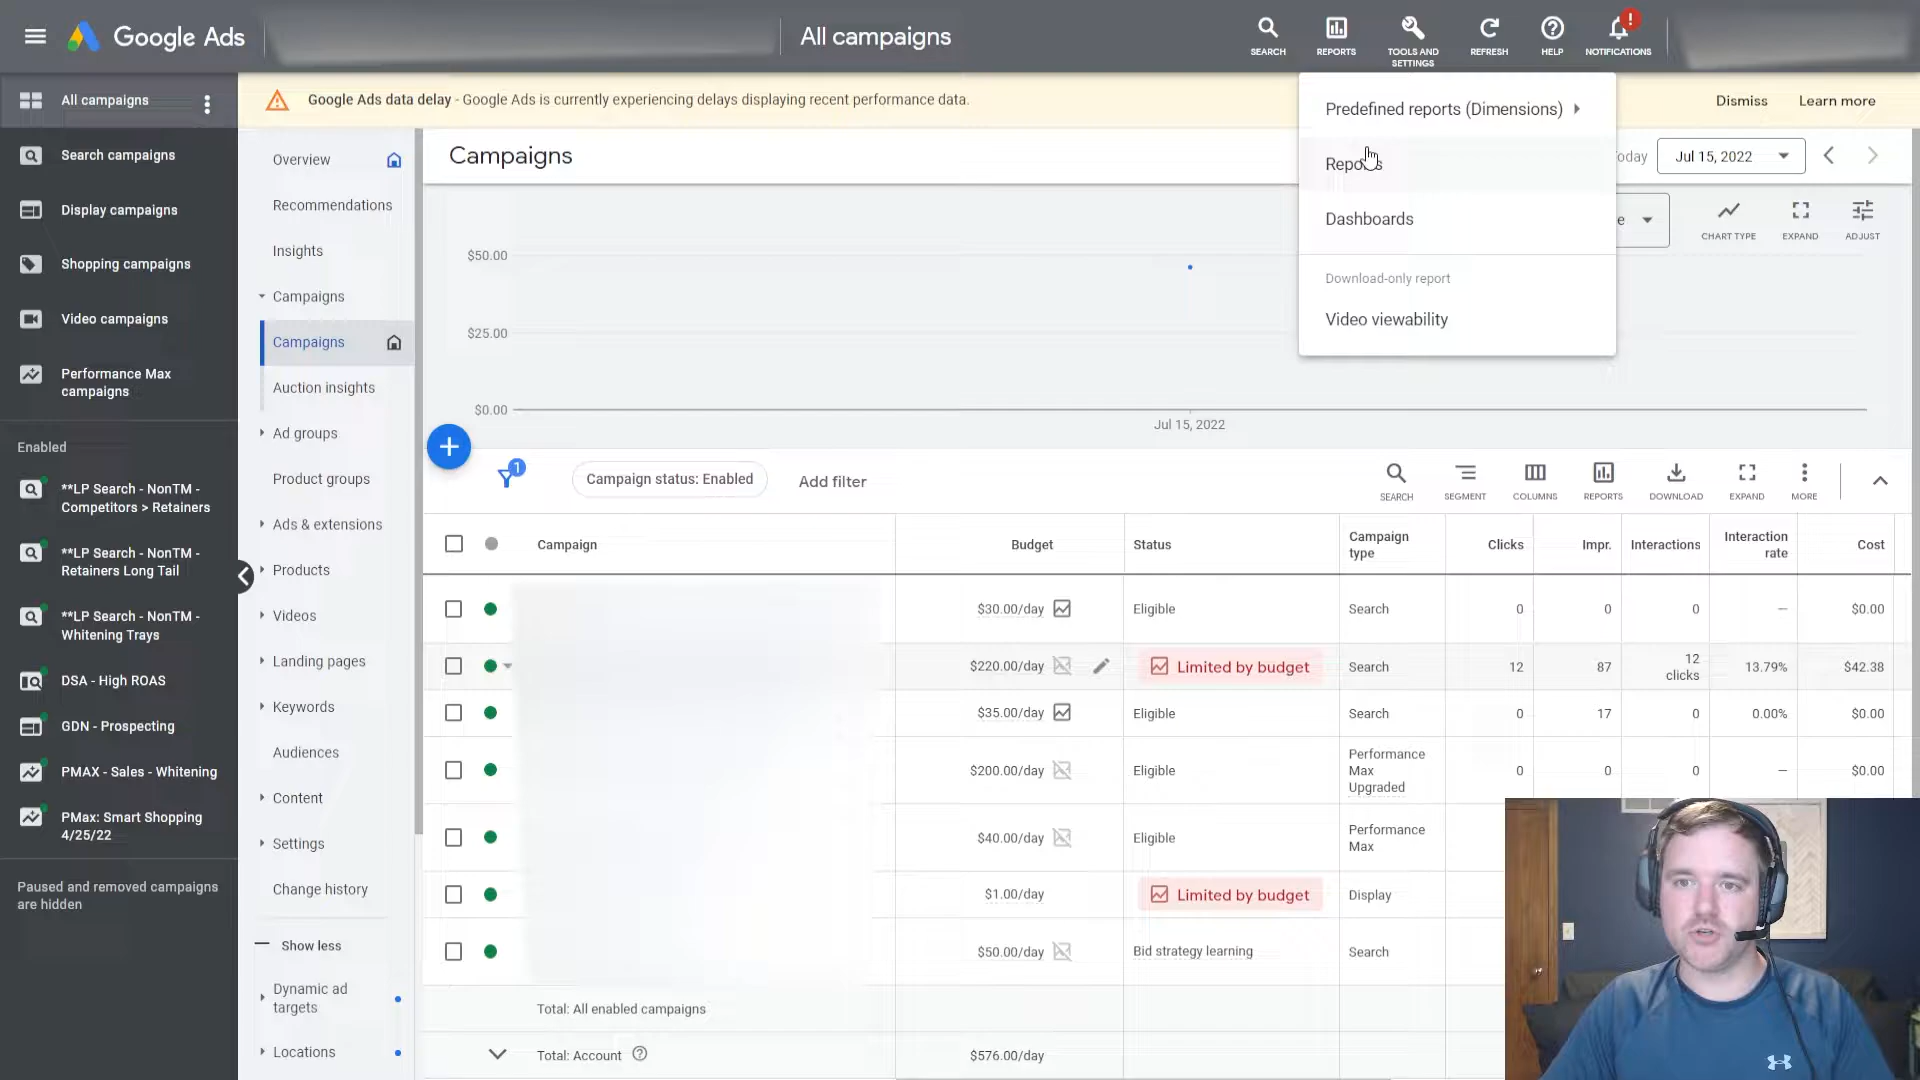 Google Ads
All campaigns
SEARCH
REPORTS
TOOLS AND
SETTINGS
REFRESH
HELP
!
NOTIFICATIONS
All campaigns
Search campaigns
Display campaigns
Shopping campaigns
Video campaigns
Performance Max
campaigns
Enabled
**LP Search - NonTM -
Competitors > Retainers
**LP Search - NonTM -
Retainers Long Tail
**LP Search - NonTM -
Whitening Trays
DSA - High ROAS
GDN - Prospecting
PMAX - Sales - Whitening
PMax: Smart Shopping
4/25/22
Paused and removed campaigns
are hidden
Google Ads data delay - Google Ads is currently experiencing delays displaying recent performance data.
Dismiss
Learn more
Overview
Recommendations
Insights
Campaigns
Campaigns
Auction insights
Ad groups
Product groups
Ads & extensions
Products
Videos
Landing pages
Keywords
Audiences
Content
Settings
Change history
Show less
Dynamic ad
targets
Locations
Campaigns
Predefined reports (Dimensions)
Reports
Dashboards
Download-only report
Video viewability
oday
Jul 15, 2022
e
CHART TYPE
EXPAND
ADJUST
$50.00
$25.00
$0.00
Jul 15, 2022
1
Campaign status: Enabled
Add filter
SEARCH
SEGMENT
COLUMNS
REPORTS
DOWNLOAD
EXPAND
MORE
Campaign
Budget
Status
Campaign
type
Clicks
Impr.
Interactions
Interaction
rate
Cost
$30.00/day
Eligible
Search
0
0
0
—
$0.00
$220.00/day
Limited by budget
Search
12
87
12
clicks
13.79%
$42.38
$35.00/day
Eligible
Search
0
17
0
0.00%
$0.00
$200.00/day
Eligible
Performance
Max
Upgraded
0
0
0
—
$0.00
$40.00/day
Eligible
Performance
Max
$1.00/day
Limited by budget
Display
$50.00/day
Bid strategy learning
Search
Total: All enabled campaigns
Total: Account
$576.00/day